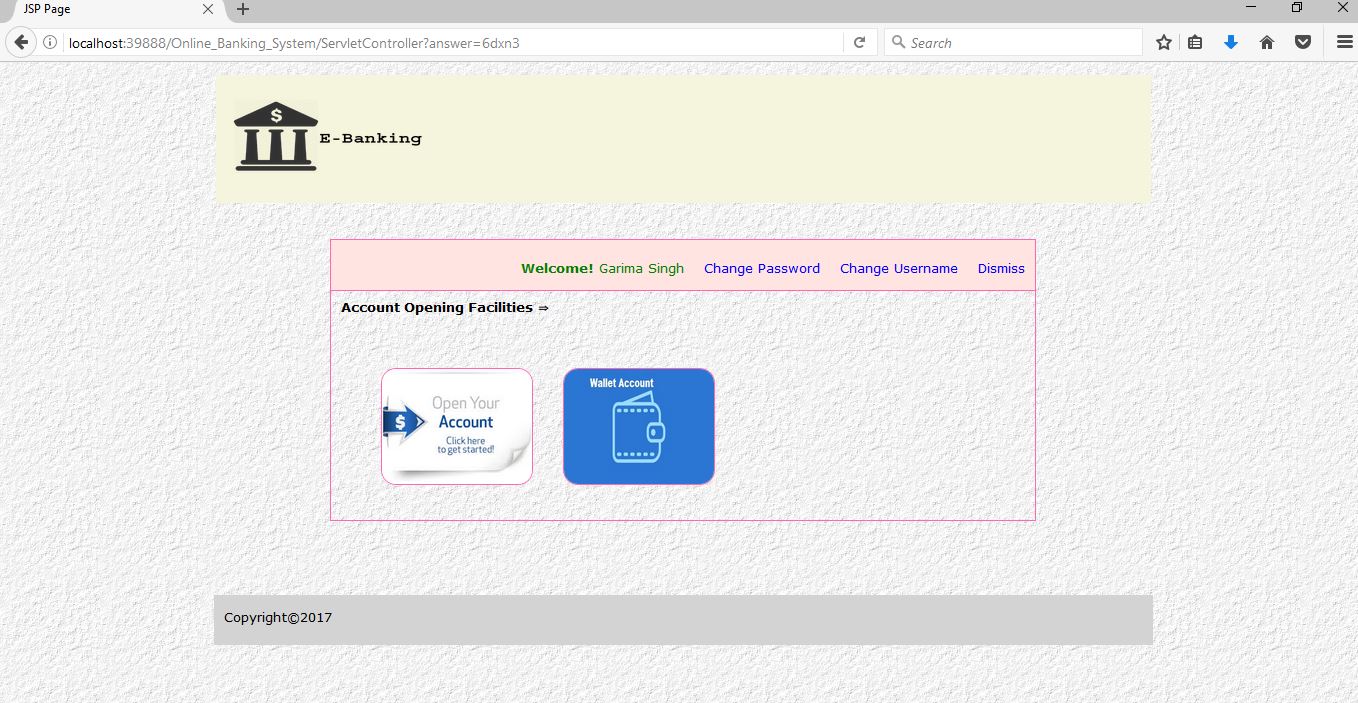 JSP Page
localhost:39888/Online_Banking_System/ServletController?answer=6dxn3
Search
$
E-Banking
Welcome! Garima Singh Change Password Change Username Dismiss
Account Opening Facilities ⇒
Open Your
$ Account
Click here
to get started!
Wallet Account
Copyright©2017